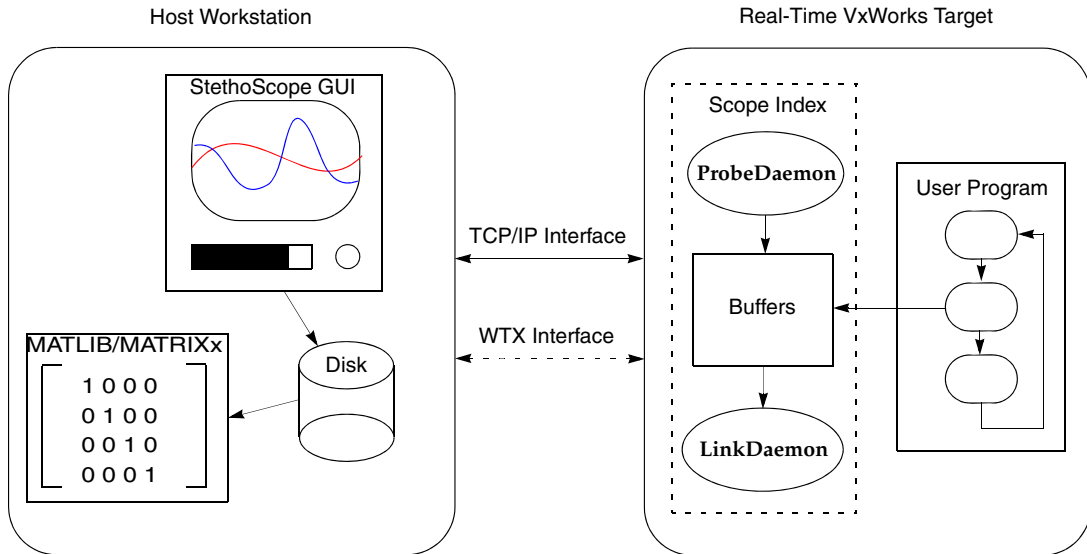 Host Workstation
Real-Time VxWorks Target
StethoScope GUI
Scope Index
ProbeDaemon
User Program
TCP/IP Interface
Buffers
WTX Interface
MATLIB/MATRIXx
Disk
1 0 0 0
0 1 0 0
0 0 1 0
0 0 0 1
LinkDaemon